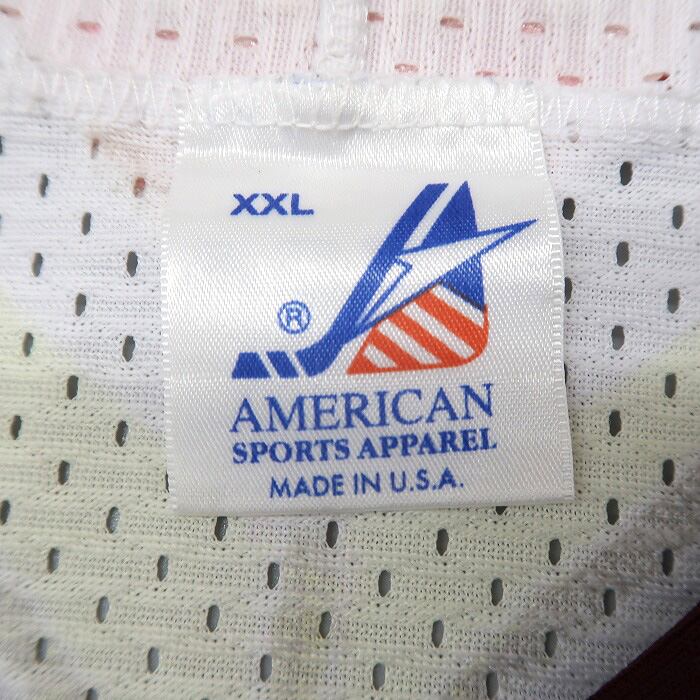 XXL
®
AMERICAN
SPORTS APPAREL
MADE IN U.S.A.